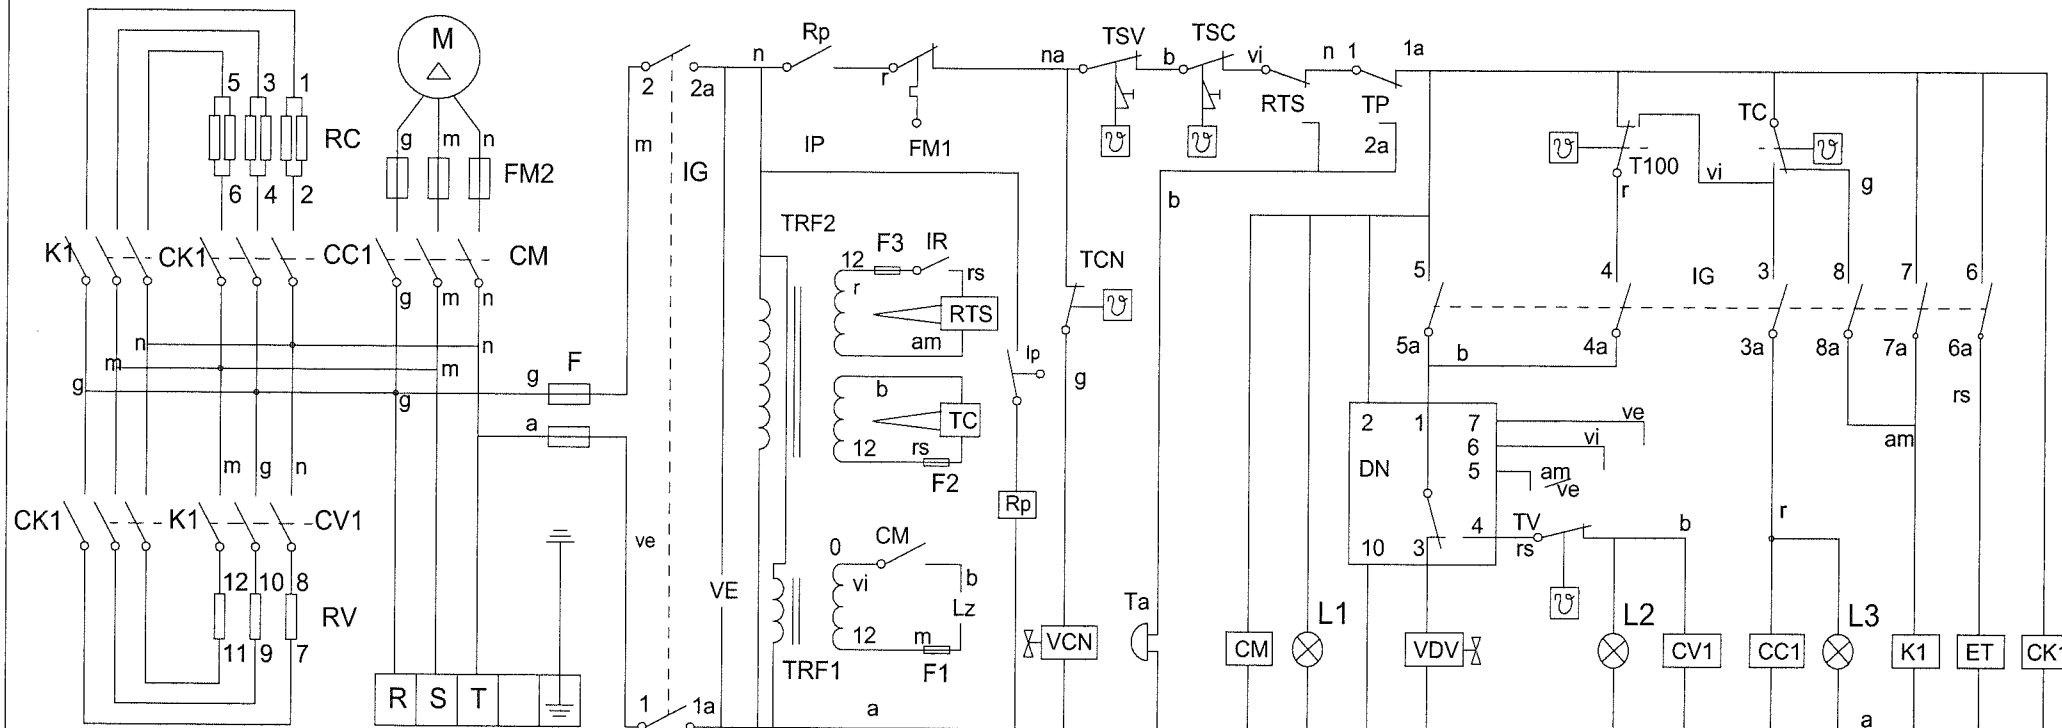 M
5 3 1
RC
g m n
FM2
6 4 2
K1 CK1 CC1 CM
g m n
n n
m m
g g
g F
a
m g n
CK1 K1 CV1
12 10 8
RV
11 9 7
R S T
2 2a
m
IG
ve
VE
1 1a
n Rp
r
IP FM1
na TSV b TSC vi n 1 1a
RTS TP
2a
b
TRF2
12 F3 IR
r rs
RTS
am
b
TC
12 rs
F2
Ip
g
Rp
TCN
ϑ
ϑ
ϑ
0 CM
vi b
Lz
12 m
F1
TRF1
a
VCN
Ta
CM
L1
ϑ T100
r
vi
TC
ϑ
g
5 4 IG 3 8 7 6
5a 4a 3a 8a 7a 6a
b
rs
am
2 1 7 ve
6 vi
DN 5 am
ve
10 3 4 TV b
rs
ϑ
r
VDV
L2
CV1
CC1
L3
K1
ET
CK1
a